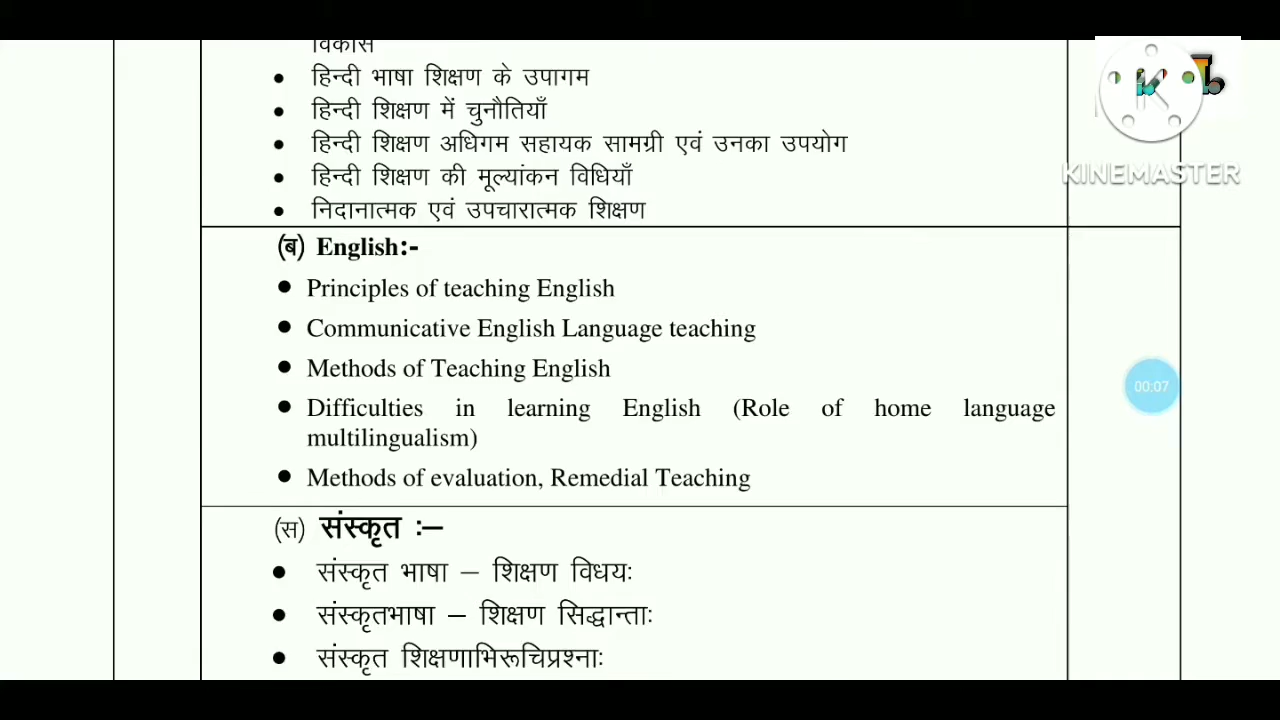 विकास
• हिन्दी भाषा शिक्षण के उपागम
• हिन्दी शिक्षण में चुनौतियाँ
• हिन्दी शिक्षण अधिगम सहायक सामग्री एवं उनका उपयोग
• हिन्दी शिक्षण की मूल्यांकन विधियाँ
• निदानात्मक एवं उपचारात्मक शिक्षण
KINEMASTER
(ब) English:-
• Principles of teaching English
• Communicative English Language teaching
• Methods of Teaching English
00:07
• Difficulties in learning English (Role of home language
multilingualism)
• Methods of evaluation, Remedial Teaching
(स) संस्कृत :–
• संस्कृत भाषा – शिक्षण विधयः
• संस्कृतभाषा – शिक्षण सिद्धान्ताः
• संस्कृत शिक्षणाभिरूचिप्रश्नाः